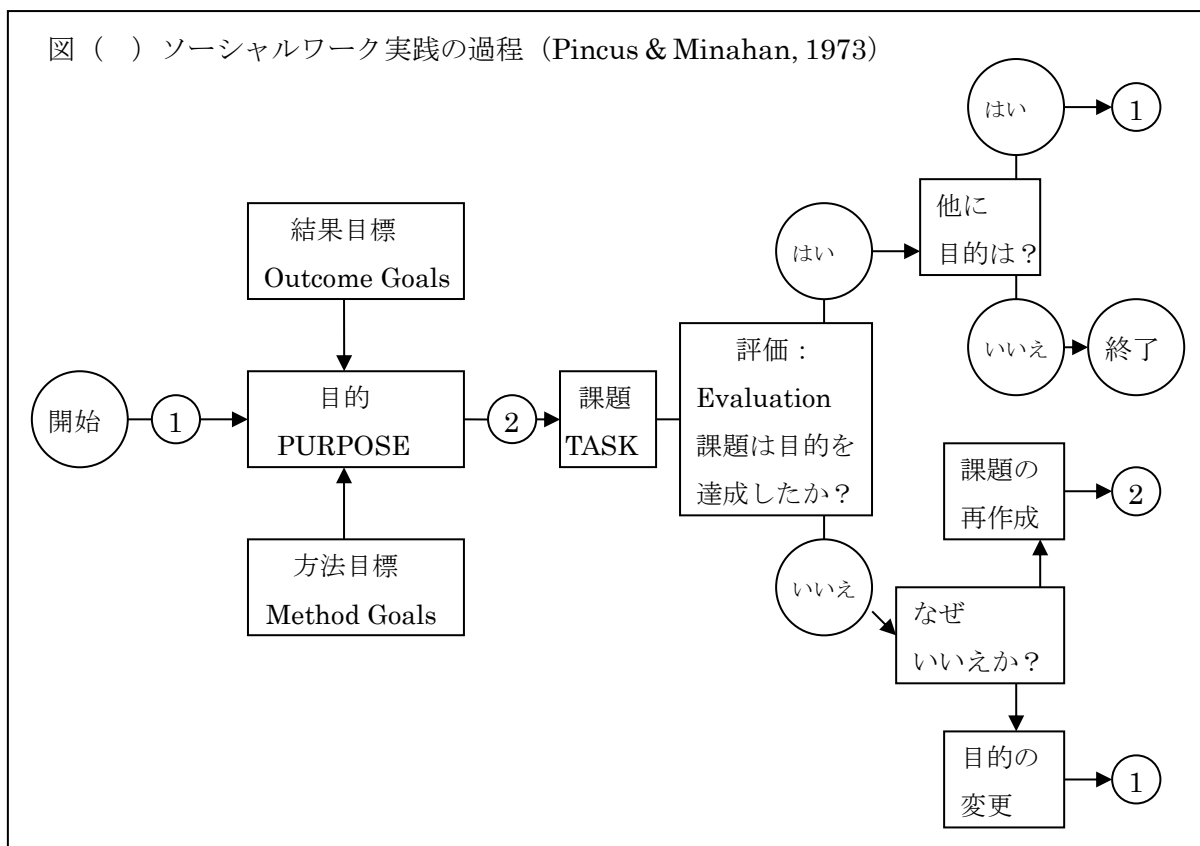 図（　）ソーシャルワーク実践の過程（Pincus & Minahan, 1973）
はい
1
他に
目的は？
いいえ
終了
結果目標
Outcome Goals
はい
開始
1
目的
PURPOSE
2
課題
TASK
評価：
Evaluation
課題は目的を
達成したか？
方法目標
Method Goals
いいえ
なぜ
いいえか？
課題の
再作成
2
目的の
変更
1